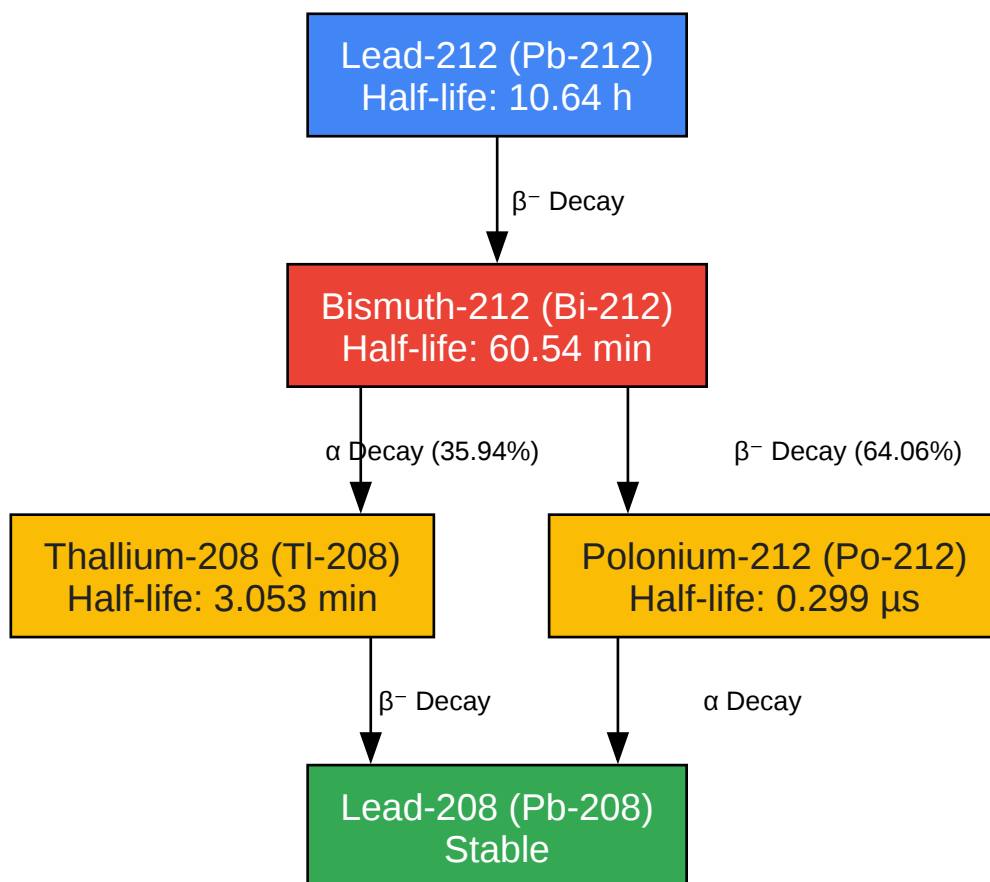 Lead-212 (Pb-212)
Half-life: 10.64 h
β⁻ Decay
Bismuth-212 (Bi-212)
Half-life: 60.54 min
α Decay (35.94%)
β⁻ Decay (64.06%)
Thallium-208 (Tl-208)
Half-life: 3.053 min
Polonium-212 (Po-212)
Half-life: 0.299 µs
β⁻ Decay
α Decay
Lead-208 (Pb-208)
Stable